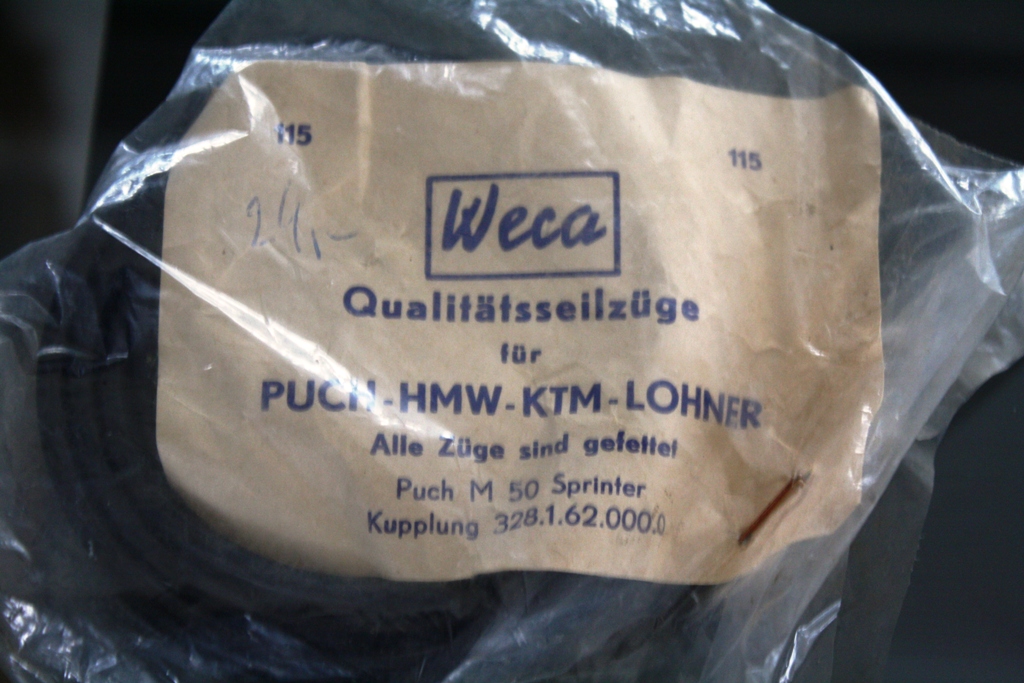 115
115
24,-
Weca
Qualitätsseilzüge
für
PUCH-HMW-KTM-LOHNER
Alle Züge sind gefettet
Puch M 50 Sprinter
Kupplung 328.1.62.000.0